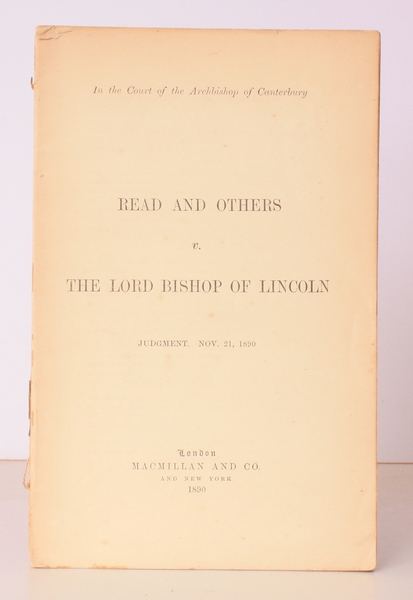 In the Court of the Archbishop of Canterbury
READ AND OTHERS
v.
THE LORD BISHOP OF LINCOLN
JUDGMENT. NOV. 21, 1890
London
MACMILLAN AND CO.
AND NEW YORK
1890